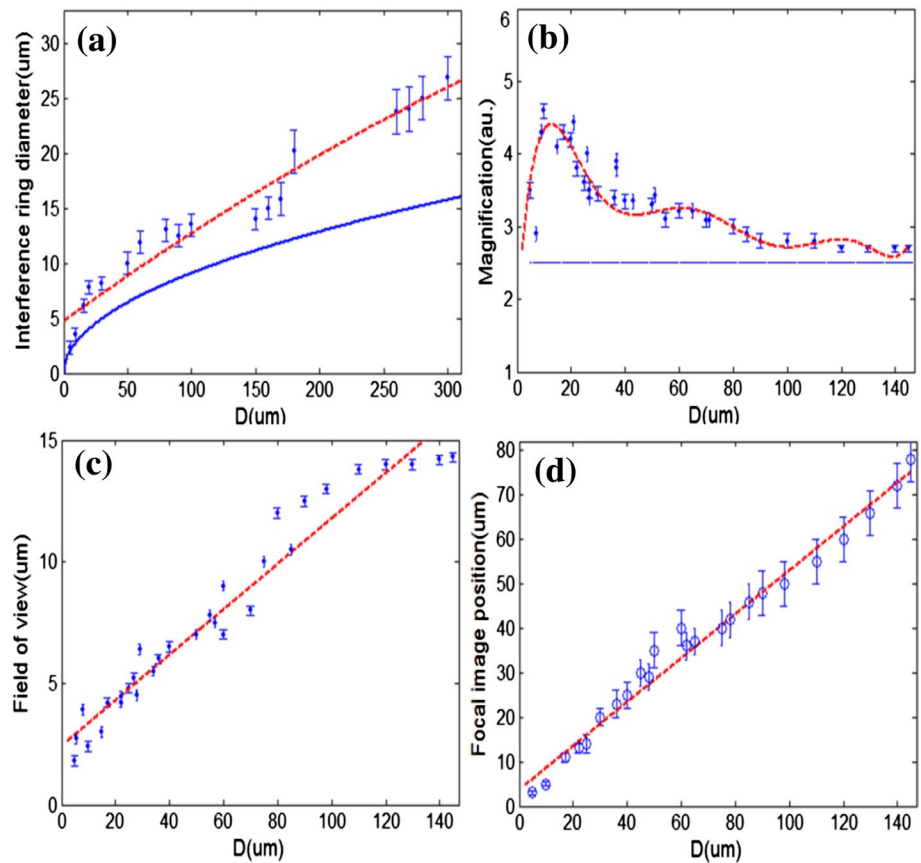 (a)
Interference ring diameter(um)
30
25
20
15
10
5
0
0 50 100 150 200 250 300
D(um)
(b)
Magnification(au.)
6
5
4
3
2
1
0 20 40 60 80 100 120 140
D(um)
(c)
Field of view(um)
15
10
5
0
0 20 40 60 80 100 120 140
D(um)
(d)
Focal image position(um)
80
70
60
50
40
30
20
10
0
0 20 40 60 80 100 120 140
D(um)